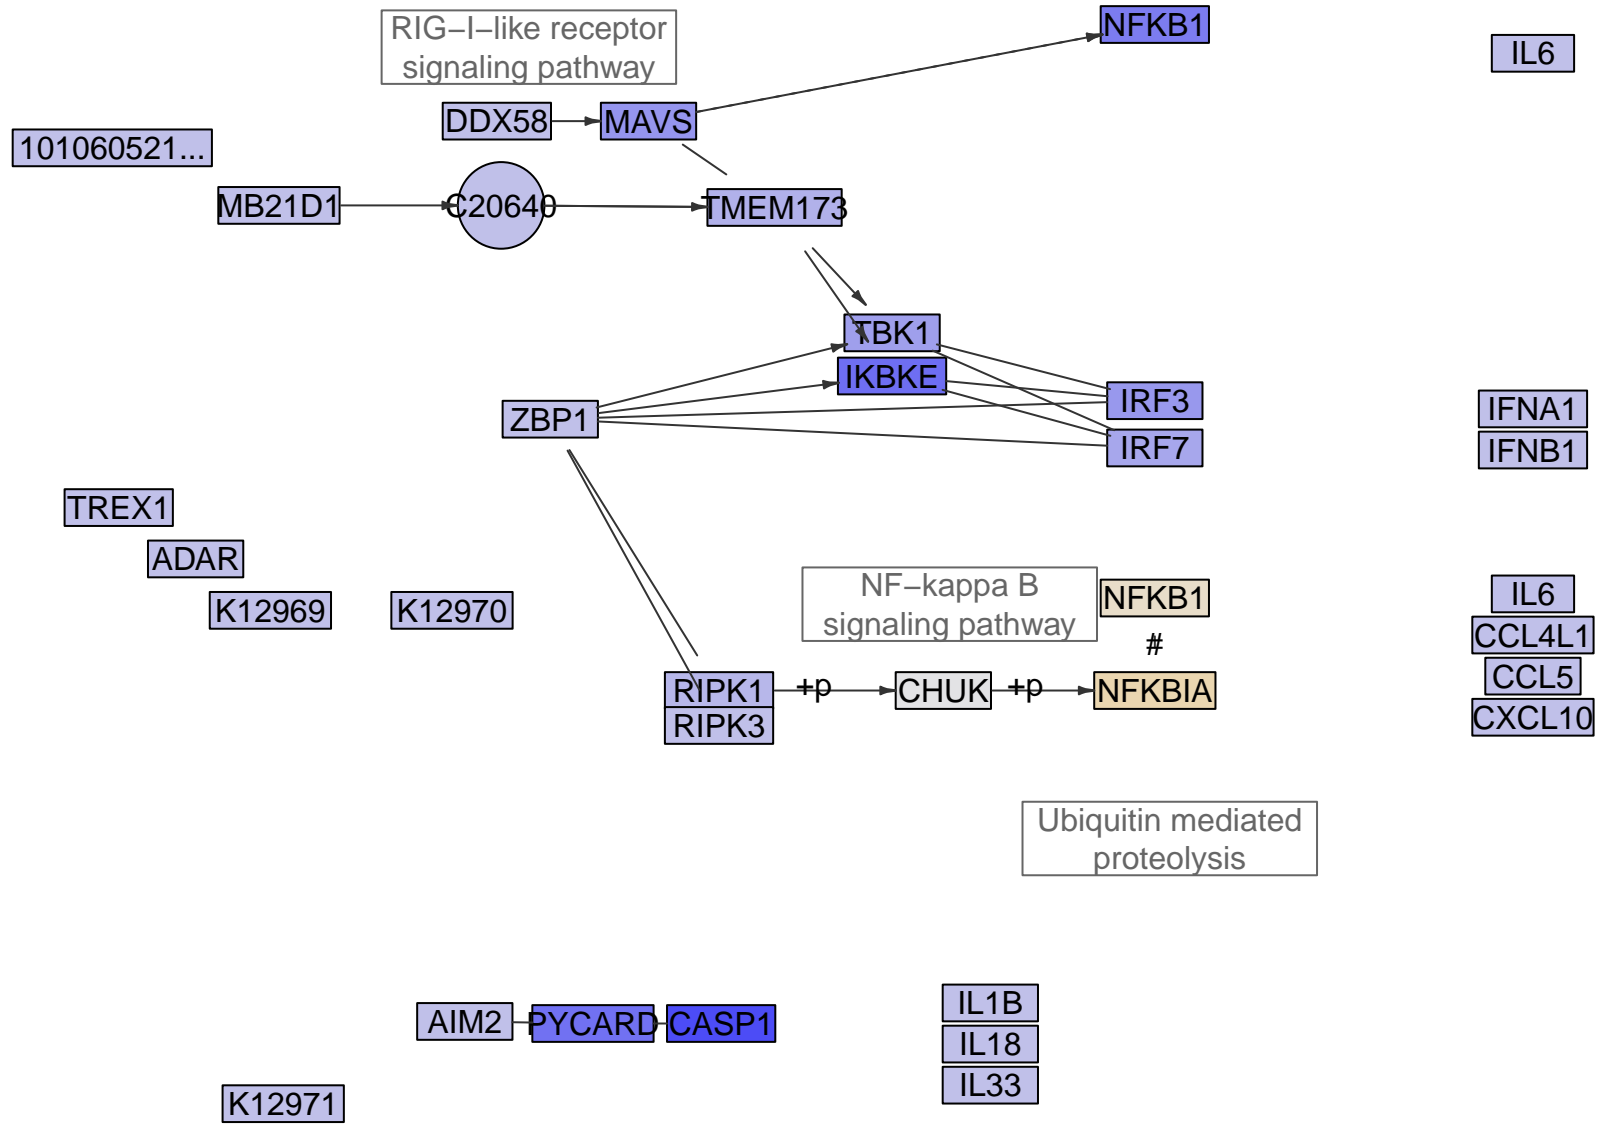 RIG−I−like receptor
signaling pathway
NFKB1
IL6
DDX58
MAVS
101060521...
MB21D1
C20640
TMEM173
TBK1
IKBKE
ZBP1
IRF3
IRF7
IFNA1
IFNB1
TREX1
ADAR
K12969
K12970
NF−kappa B
signaling pathway
NFKB1
#
IL6
CCL4L1
CCL5
CXCL10
RIPK1
+p
CHUK
+p
NFKBIA
RIPK3
Ubiquitin mediated
proteolysis
AIM2
PYCARD
CASP1
IL1B
IL18
IL33
K12971